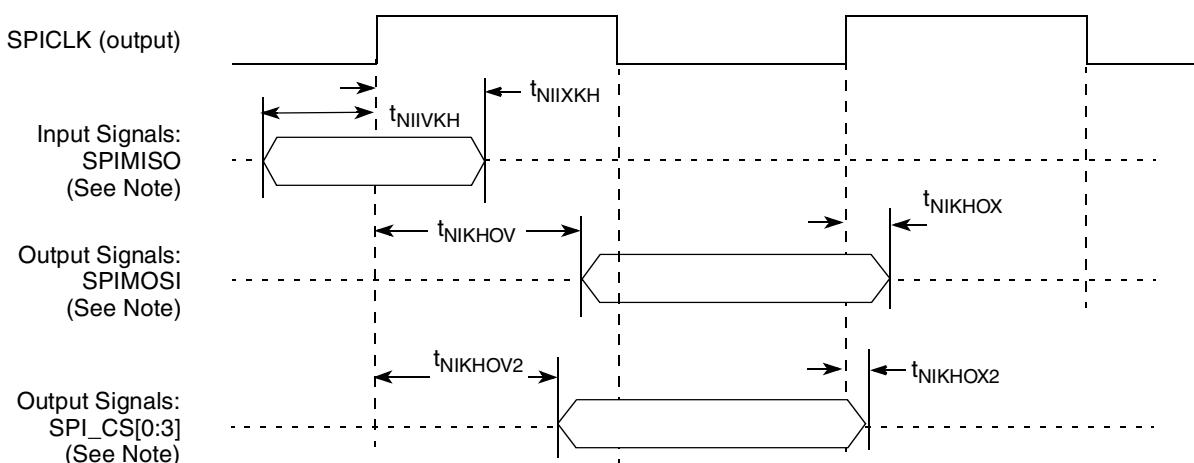 SPICLK (output)
tNIIXKH
tNIIVKH
Input Signals:
SPIMISO
(See Note)
tNIKHOX
tNIKHOV
Output Signals:
SPIMOSI
(See Note)
tNIKHOV2
tNIKHOX2
Output Signals:
SPI_CS[0:3]
(See Note)